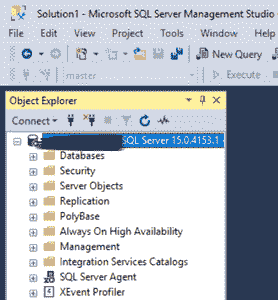 Solution1 - Microsoft SQL Server Management Studio
File Edit View Project Tools Window Help
New Query
master
Execute
Object Explorer
Connect
SQL Server 15.0.4153.1
Databases
Security
Server Objects
Replication
PolyBase
Always On High Availability
Management
Integration Services Catalogs
SQL Server Agent
XEvent Profiler